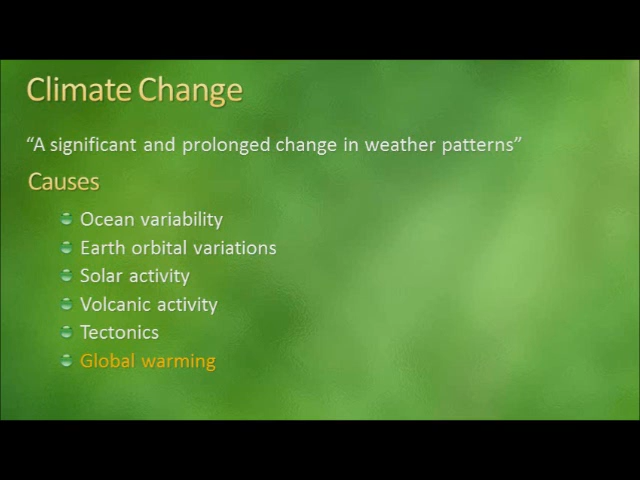 Climate Change
“A significant and prolonged change in weather patterns”
Causes
Ocean variability
Earth orbital variations
Solar activity
Volcanic activity
Tectonics
Global warming